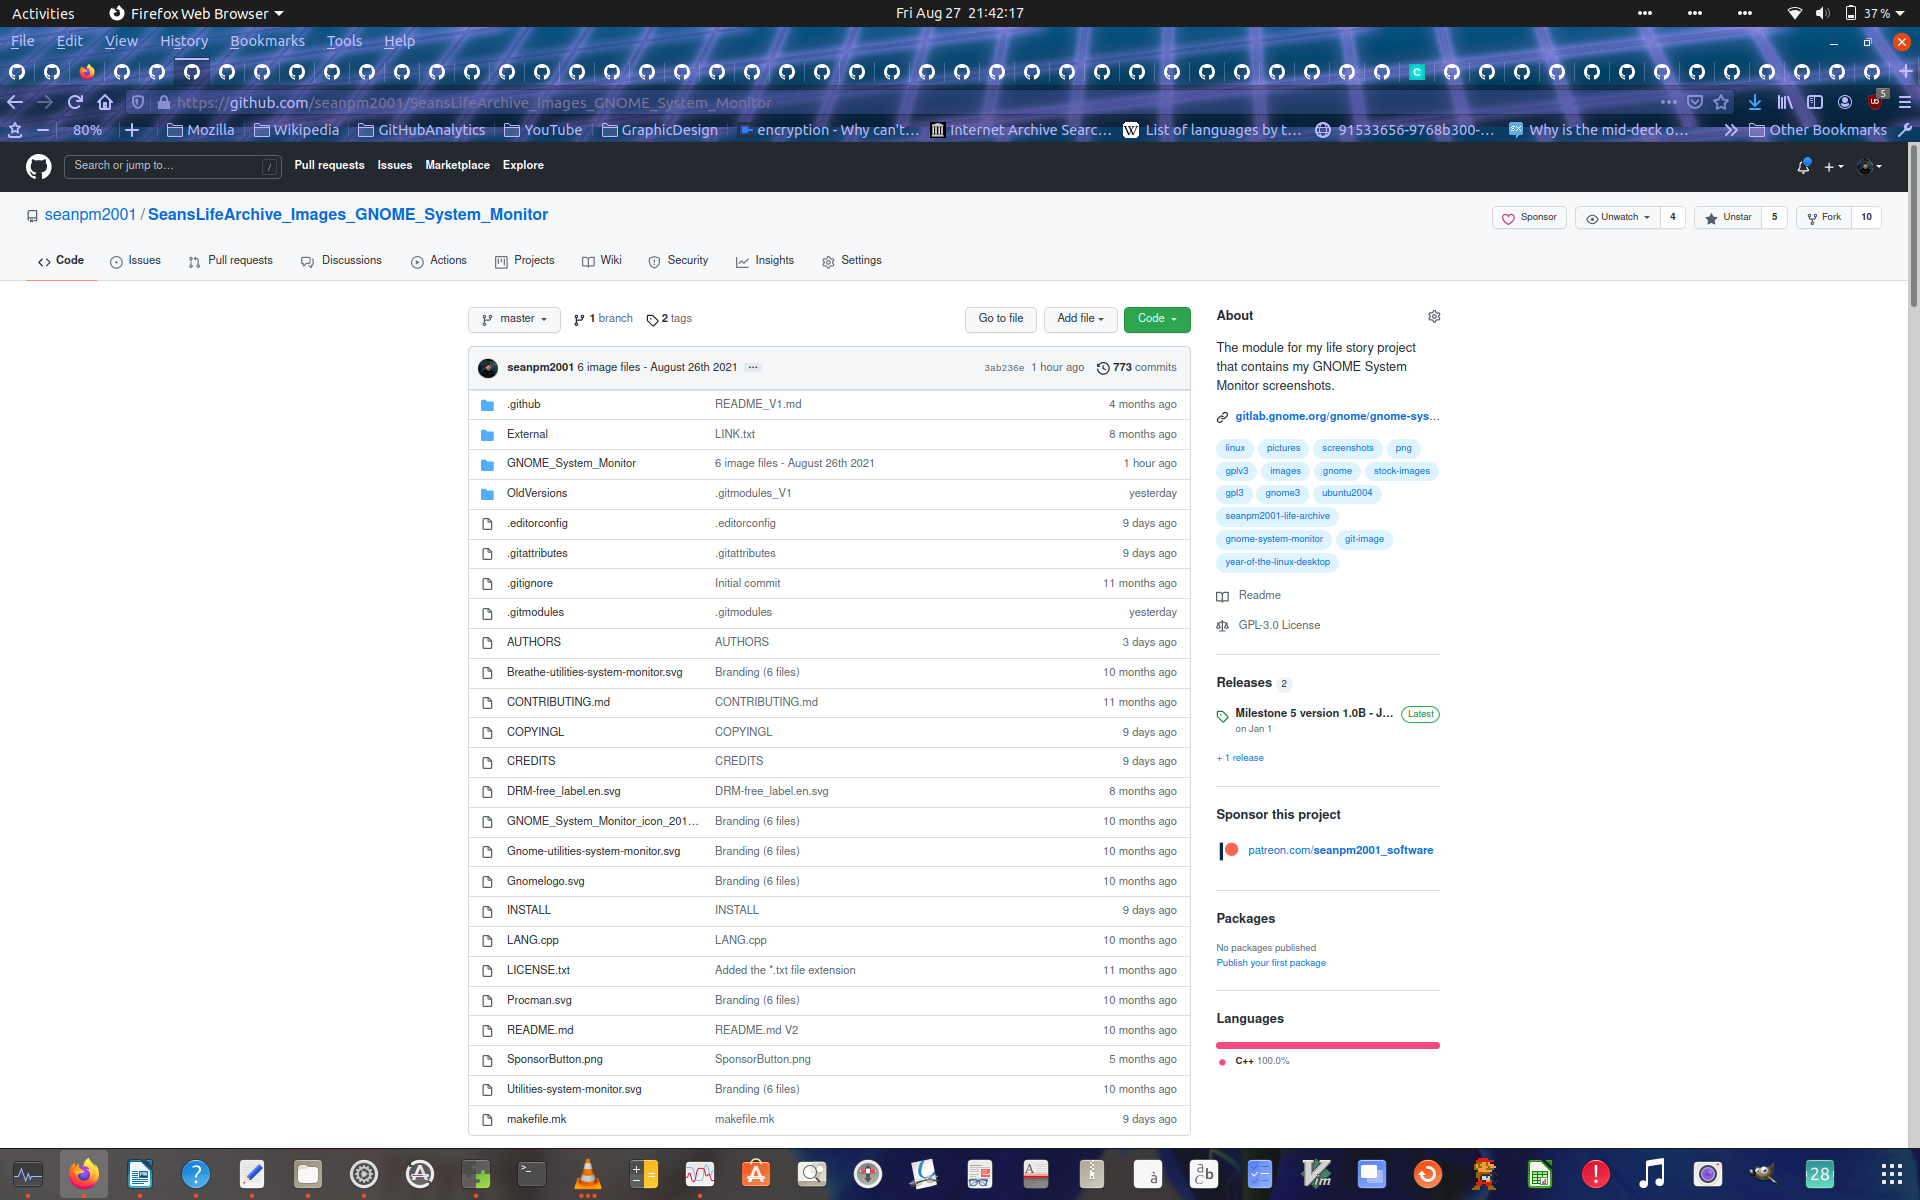 Activities Firefox Web Browser Fri Aug 27 21:42:17 37 %
File Edit View History Bookmarks Tools Help
https://github.com/seanpm2001/SeansLifeArchive_Images_GNOME_System_Monitor 5
80% Mozilla Wikipedia GitHubAnalytics YouTube GraphicDesign encryption - Why can't… Internet Archive Searc… List of languages by t… 91533656-9768b300-… Why is the mid-deck o… Other Bookmarks
Search or jump to… / Pull requests Issues Marketplace Explore
seanpm2001 / SeansLifeArchive_Images_GNOME_System_Monitor
Sponsor Unwatch 4 Unstar 5 Fork 10
Code Issues Pull requests Discussions Actions Projects Wiki Security Insights Settings
master 1 branch 2 tags Go to file Add file Code
seanpm2001 6 image files - August 26th 2021 … 3ab236e 1 hour ago 773 commits
.github README_V1.md 4 months ago
External LINK.txt 8 months ago
GNOME_System_Monitor 6 image files - August 26th 2021 1 hour ago
OldVersions .gitmodules_V1 yesterday
.editorconfig .editorconfig 9 days ago
.gitattributes .gitattributes 9 days ago
.gitignore Initial commit 11 months ago
.gitmodules .gitmodules yesterday
AUTHORS AUTHORS 3 days ago
Breathe-utilities-system-monitor.svg Branding (6 files) 10 months ago
CONTRIBUTING.md CONTRIBUTING.md 11 months ago
COPYINGL COPYINGL 9 days ago
CREDITS CREDITS 9 days ago
DRM-free_label.en.svg DRM-free_label.en.svg 8 months ago
GNOME_System_Monitor_icon_201… Branding (6 files) 10 months ago
Gnome-utilities-system-monitor.svg Branding (6 files) 10 months ago
Gnomelogo.svg Branding (6 files) 10 months ago
INSTALL INSTALL 9 days ago
LANG.cpp LANG.cpp 10 months ago
LICENSE.txt Added the *.txt file extension 11 months ago
Procman.svg Branding (6 files) 10 months ago
README.md README.md V2 10 months ago
SponsorButton.png SponsorButton.png 5 months ago
Utilities-system-monitor.svg Branding (6 files) 10 months ago
makefile.mk makefile.mk 9 days ago
About
The module for my life story project
that contains my GNOME System
Monitor screenshots.
gitlab.gnome.org/gnome/gnome-sys…
linux pictures screenshots png
gplv3 images gnome stock-images
gpl3 gnome3 ubuntu2004
seanpm2001-life-archive
gnome-system-monitor git-image
year-of-the-linux-desktop
Readme
GPL-3.0 License
Releases 2
Milestone 5 version 1.0B - J… Latest
on Jan 1
+ 1 release
Sponsor this project
patreon.com/seanpm2001_software
Packages
No packages published
Publish your first package
Languages
C++ 100.0%
28